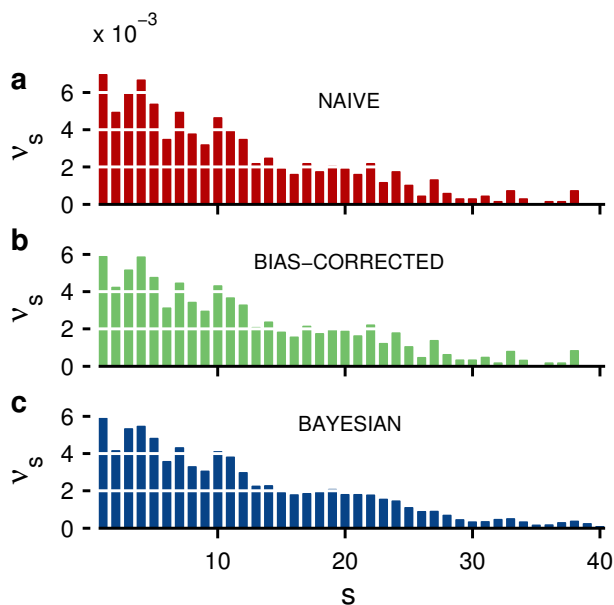 x 10⁻³
a
NAIVE
ν_s
6
4
2
0
b
BIAS−CORRECTED
ν_s
6
4
2
0
c
BAYESIAN
ν_s
6
4
2
0
10 20 30 40
s